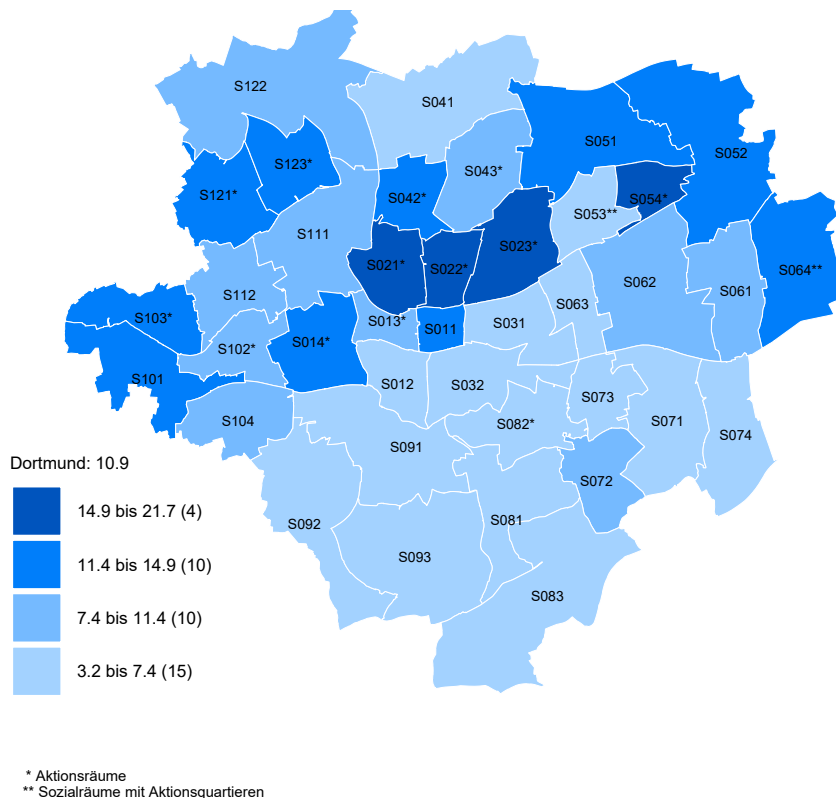 S122
S041
S051
S052
S123*
S043*
S121*
S042*
S054*
S053**
S111
S023*
S021*
S022*
S064**
S062
S061
S112
S063
S103*
S013*
S011
S031
S014*
S102*
S101
S012
S032
S073
S104
S082*
S071
S074
S091
Dortmund: 10.9
S072
14.9 bis 21.7 (4)
S092
S081
S093
11.4 bis 14.9 (10)
S083
7.4 bis 11.4 (10)
3.2 bis 7.4 (15)
* Aktionsräume
** Sozialräume mit Aktionsquartieren